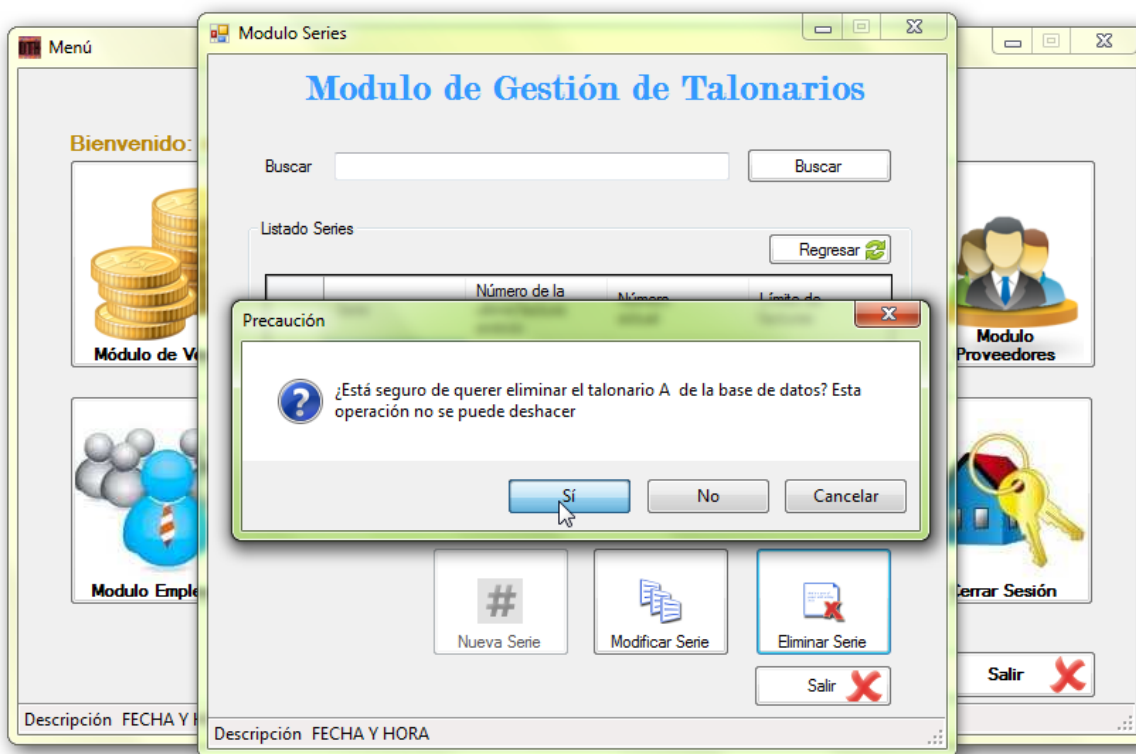 Menú
Modulo Series
Modulo de Gestión de Talonarios
Bienvenido:
Buscar
Buscar
Listado Series
Regresar
Número de la
Número
Límite de
Precaución
¿Está seguro de querer eliminar el talonario A  de la base de datos? Esta
operación no se puede deshacer
Sí
No
Cancelar
Módulo de
Modulo
Proveedores
Modulo
Nueva Serie
Modificar Serie
Eliminar Serie
Sesión
Salir
Salir
Descripción FECHA Y
Descripción FECHA Y HORA